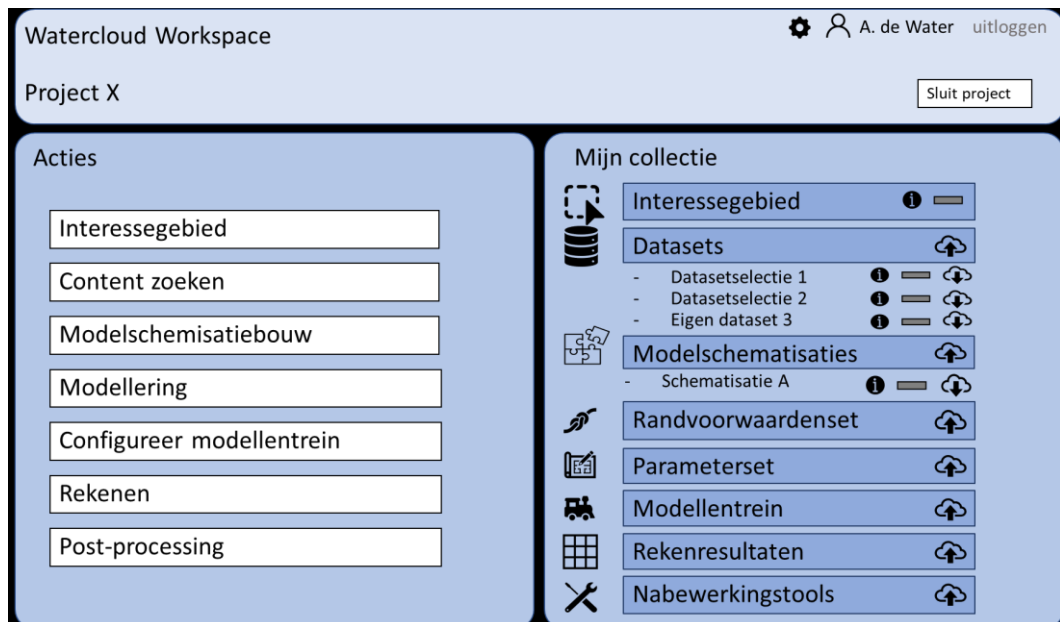 Watercloud Workspace
A. de Water uitloggen
Project X
Sluit project
Acties
Interessegebied
Content zoeken
Modelschemisatiebouw
Modellering
Configureer modellentrein
Rekenen
Post-processing
Mijn collectie
Interessegebied
Datasets
- Datasetselectie 1
- Datasetselectie 2
- Eigen dataset 3
Modelschematisaties
- Schematisatie A
Randvoorwaardenset
Parameterset
Modellentrein
Rekenresultaten
Nabewerkingstools